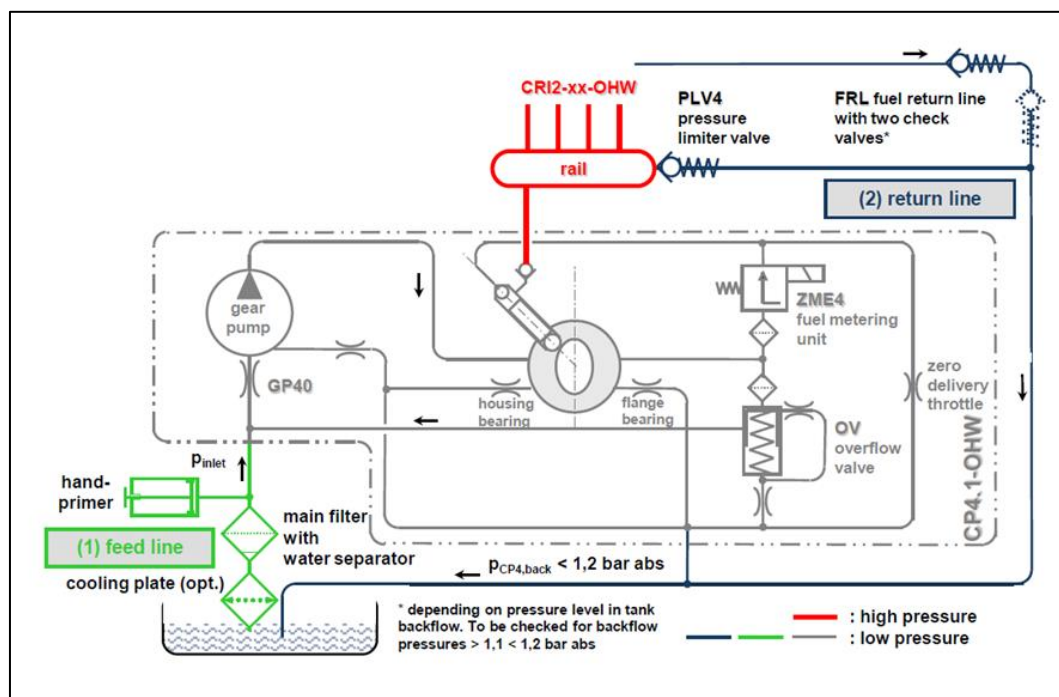 CRI2-xx-OHW
PLV4
pressure
limiter valve
FRL fuel return line
with two check
valves*
rail
(2) return line
gear
pump
GP40
ZME4
fuel metering
unit
housing
bearing
flange
bearing
zero
delivery
throttle
OV
overflow
valve
CP4.1-OHW
pinlet
hand-
primer
(1) feed line
main filter
with
water separator
cooling plate (opt.)
pCP4,back < 1,2 bar abs
* depending on pressure level in tank
backflow. To be checked for backflow
pressures > 1,1 < 1,2 bar abs
: high pressure
: low pressure